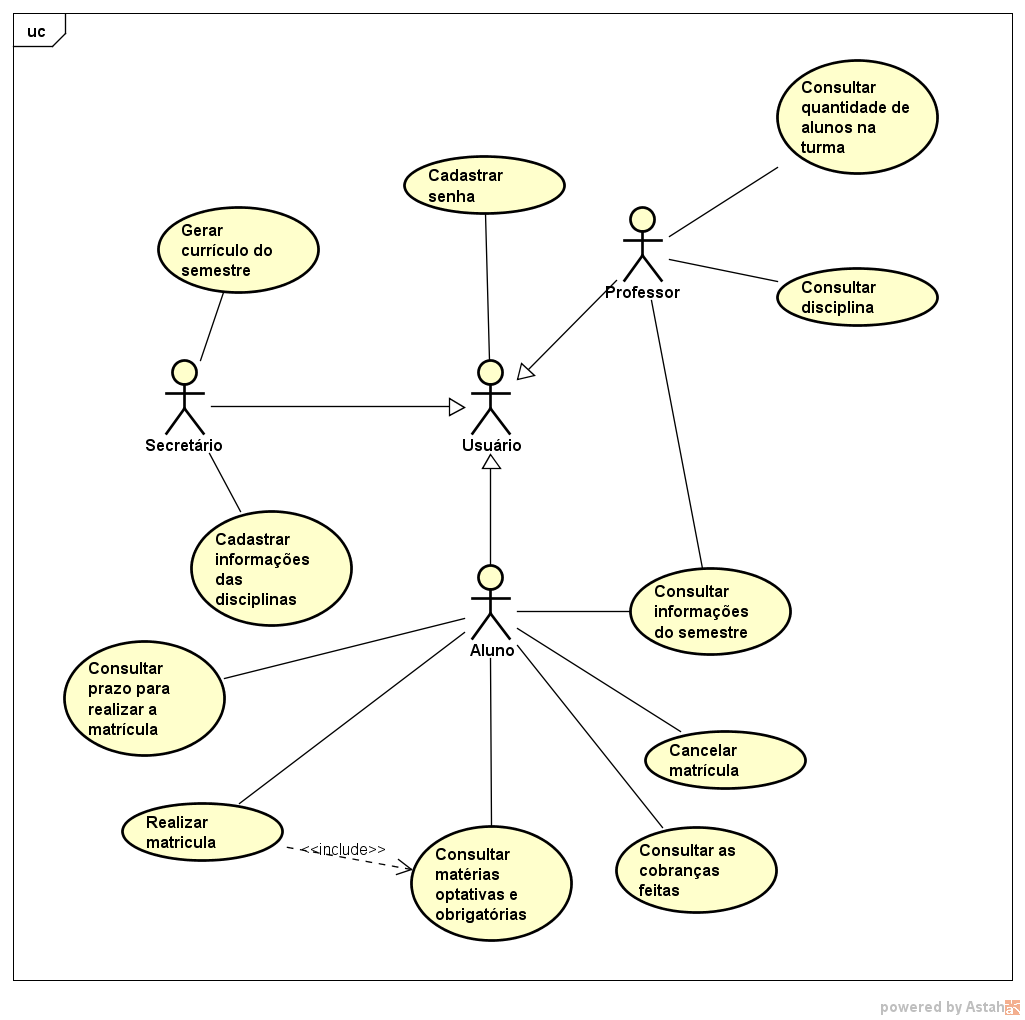 uc
Consultar
quantidade de
alunos na
turma
Cadastrar
senha
Gerar
currículo do
semestre
Professor
Consultar
disciplina
Secretário
Usuário
Cadastrar
informações
das
disciplinas
Consultar
informações
do semestre
Aluno
Consultar
prazo para
realizar a
matrícula
Cancelar
matrícula
Realizar
matricula
<<include>>
Consultar
matérias
optativas e
obrigatórias
Consultar as
cobranças
feitas
powered by Astah